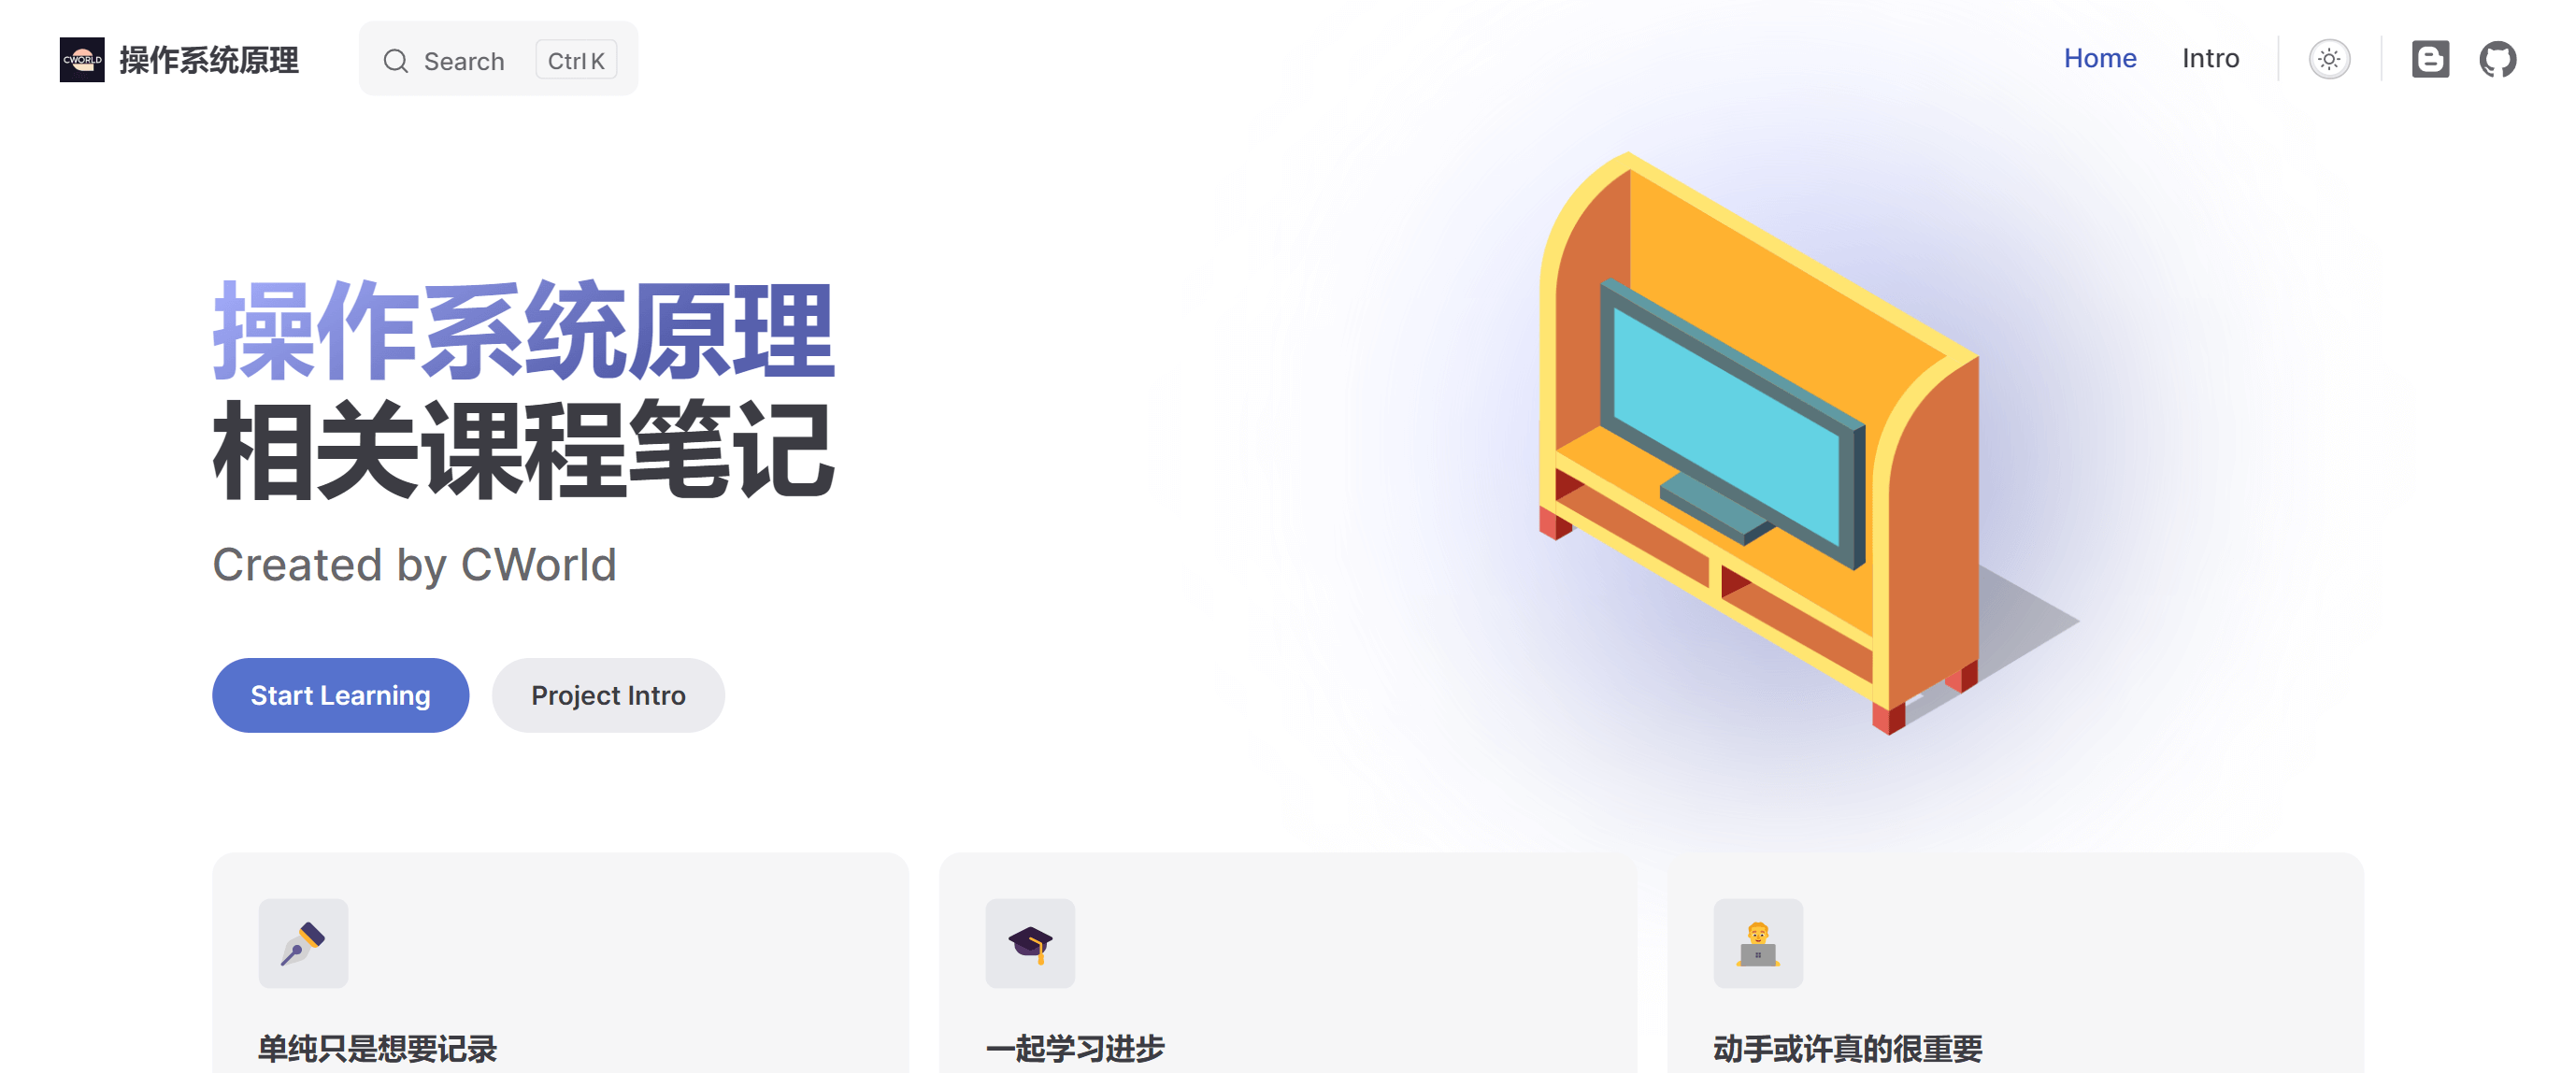 CWORLD 操作系统原理
Search Ctrl K
Home Intro
操作系统原理
相关课程笔记
Created by CWorld
Start Learning Project Intro
单纯只是想要记录
一起学习进步
动手或许真的很重要